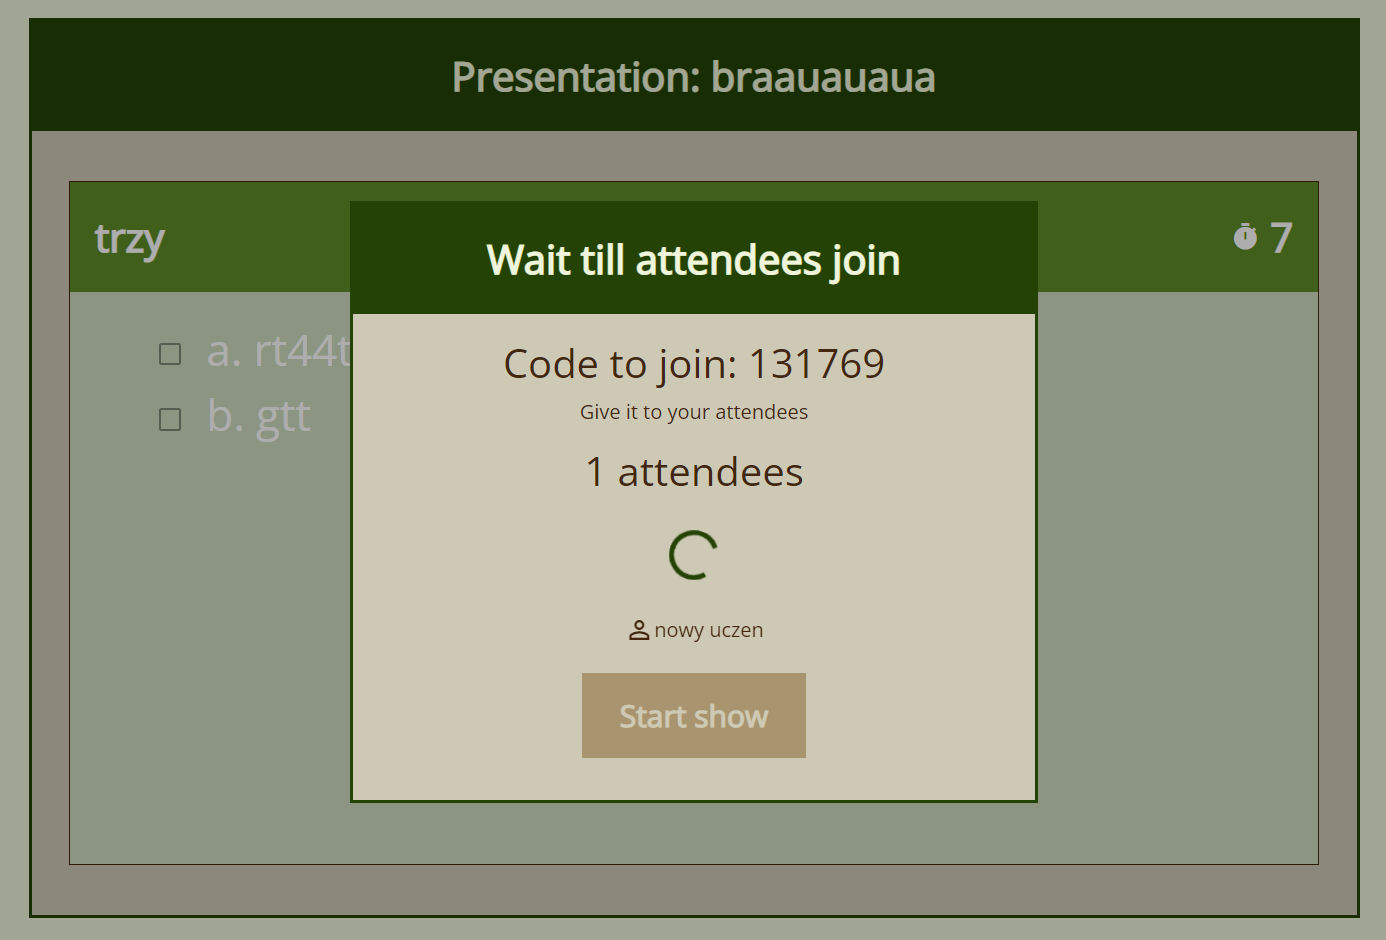 Presentation: braauauaua
trzy
7
a. rt44t
b. gtt
Wait till attendees join
Code to join: 131769
Give it to your attendees
1 attendees
nowy uczen
Start show